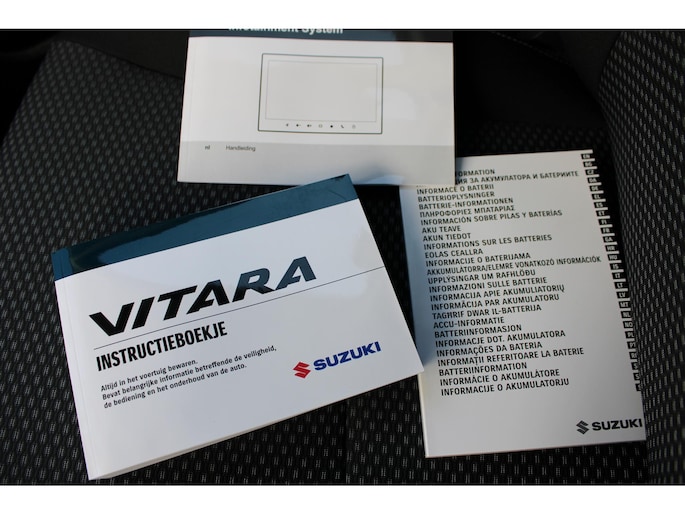 Infotainment System
nl Handleiding
VITARA
INSTRUCTIEBOEKJE
Altijd in het voertuig bewaren.
Bevat belangrijke informatie betreffende de veiligheid,
de bediening en het onderhoud van de auto.
SUZUKI
INFORMATION
ЗА АКУМУЛАТОРА И БАТЕРИИТЕ
INFORMACE O BATERII
BATTERIOPLYSNINGER
BATTERIE-INFORMATIONEN
ΠΛΗΡΟΦΟΡΙΕΣ ΜΠΑΤΑΡΙΑΣ
INFORMACIÓN SOBRE PILAS Y BATERÍAS
AKU TEAVE
AKUN TIEDOT
INFORMATIONS SUR LES BATTERIES
EOLAS CEALLRA
INFORMACIJE O BATERIJAMA
AKKUMULATORRA/ELEMRE VONATKOZÓ INFORMÁCIÓK
UPPLÝSINGAR UM RAFHLÖÐU
INFORMAZIONI SULLE BATTERIE
INFORMACIJA APIE AKUMULIATORIŲ
INFORMĀCIJA PAR AKUMULATORU
TAGĦRIF DWAR IL-BATTERIJA
ACCU-INFORMATIE
BATTERIINFORMASJON
INFORMACJE DOT. AKUMULATORA
INFORMAÇÕES DA BATERIA
INFORMAȚII REFERITOARE LA BATERIE
BATTERIINFORMATION
INFORMÁCIE O AKUMULÁTORE
INFORMACIJE O AKUMULATORJU
SUZUKI